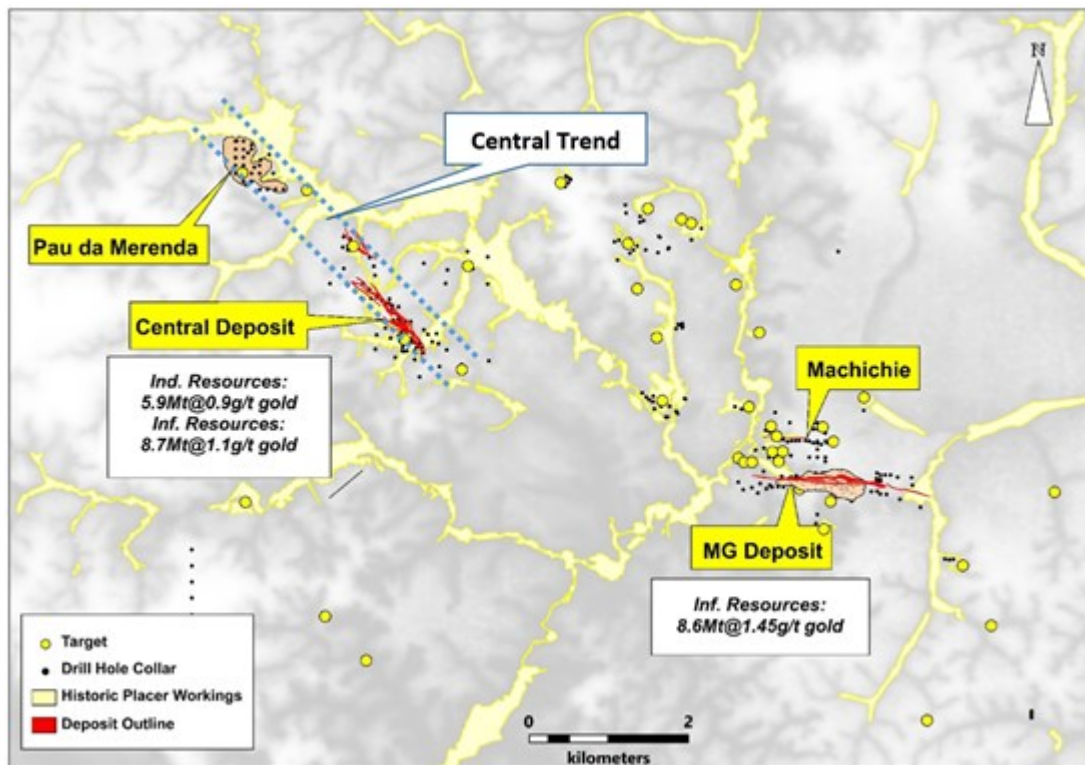 N
Central Trend
Pau da Merenda
Central Deposit
Ind. Resources:
5.9Mt@0.9g/t gold
Inf. Resources:
8.7Mt@1.1g/t gold
Machichie
MG Deposit
Inf. Resources:
8.6Mt@1.45g/t gold
Target
Drill Hole Collar
Historic Placer Workings
Deposit Outline
0 2
kilometers